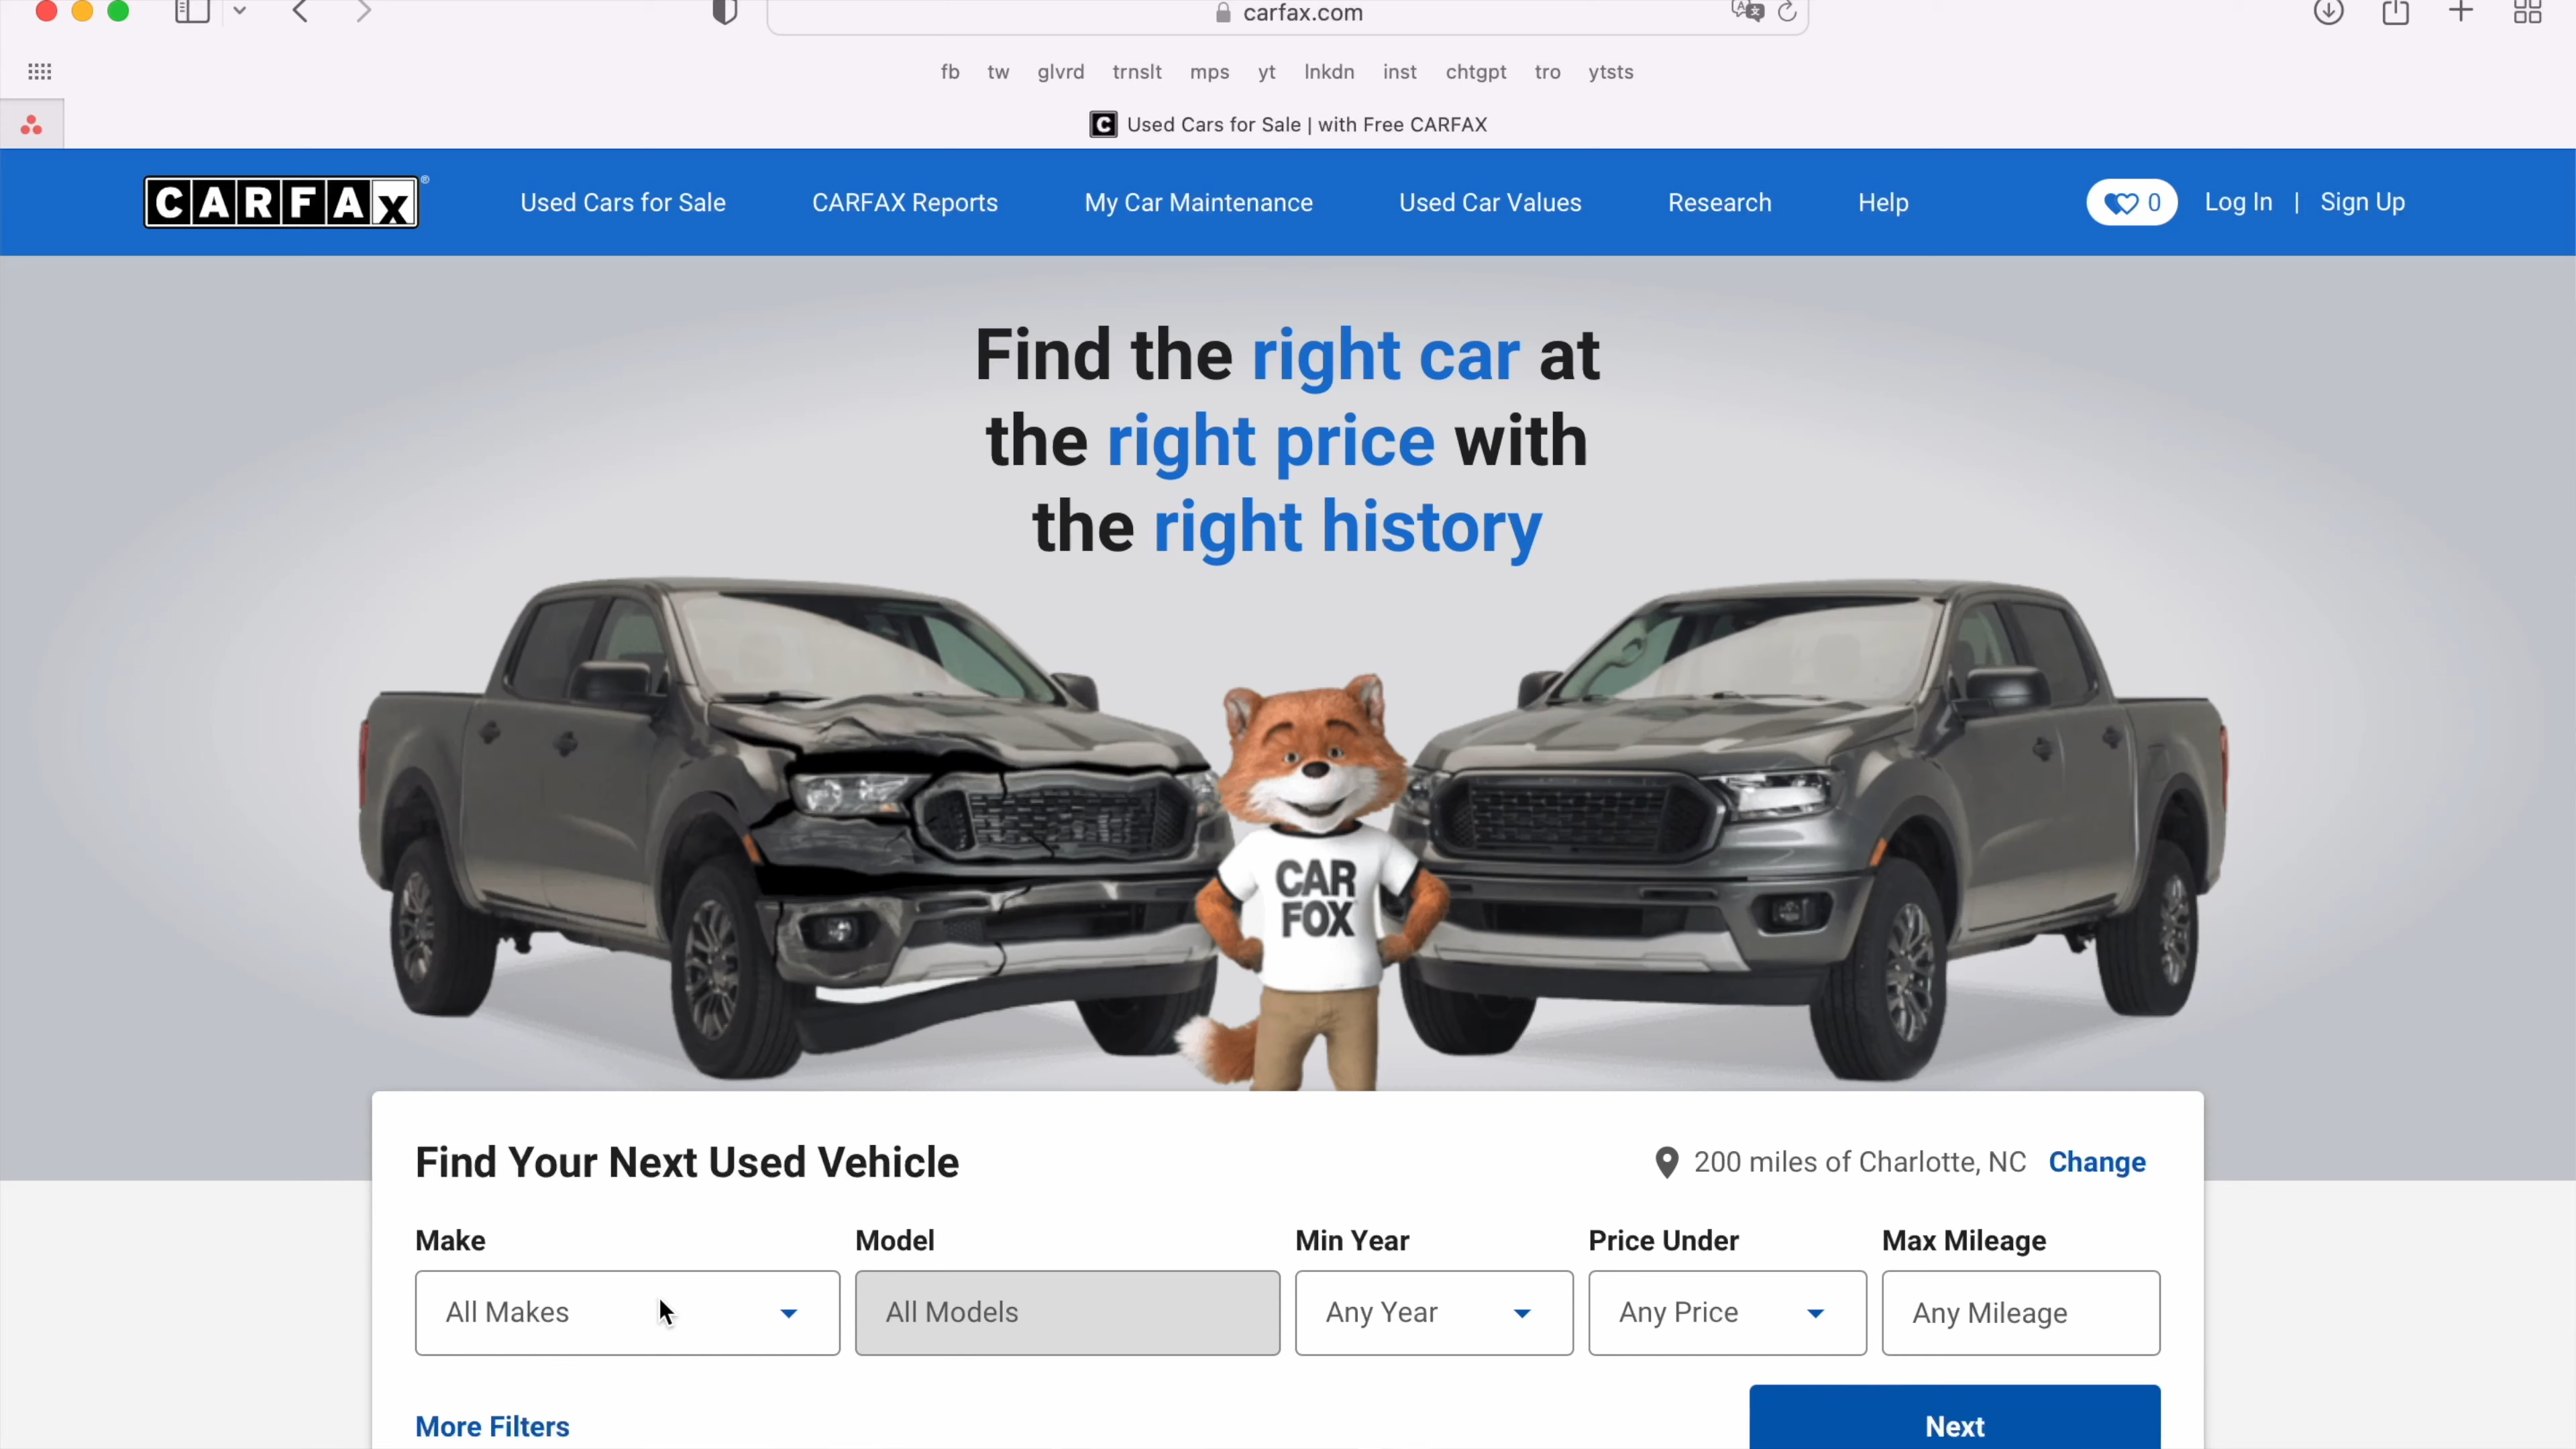 carfax.com
fb tw glvrd trnslt mps yt lnkdn inst chtgpt tro ytsts
C Used Cars for Sale | with Free CARFAX
CARFAX® Used Cars for Sale CARFAX Reports My Car Maintenance Used Car Values Research Help 0 Log In | Sign Up
Find the right car at
the right price with
the right history
CAR
FOX
Find Your Next Used Vehicle 200 miles of Charlotte, NC Change
Make Model Min Year Price Under Max Mileage
All Makes All Models Any Year Any Price Any Mileage
More Filters Next